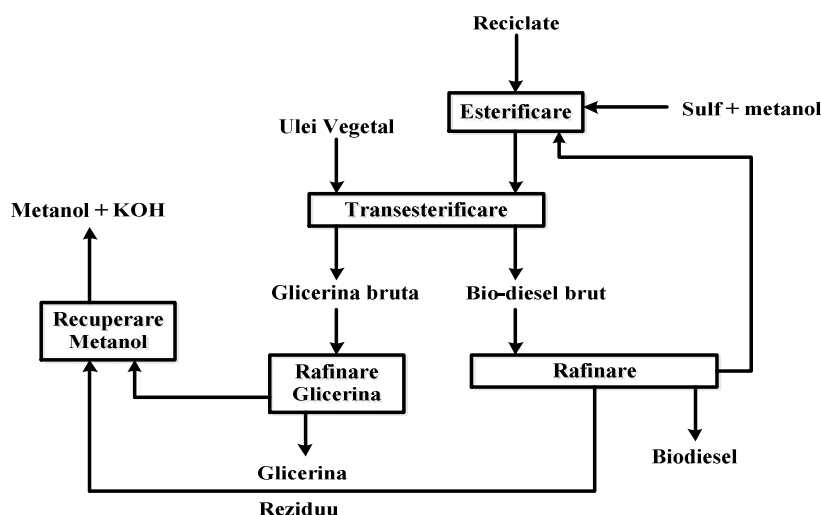 Reciclate
Esterificare
Sulf + metanol
Ulei Vegetal
Transesterificare
Metanol + KOH
Glicerina bruta
Bio-diesel brut
Recuperare
Metanol
Rafinare
Glicerina
Rafinare
Glicerina
Biodiesel
Reziduu